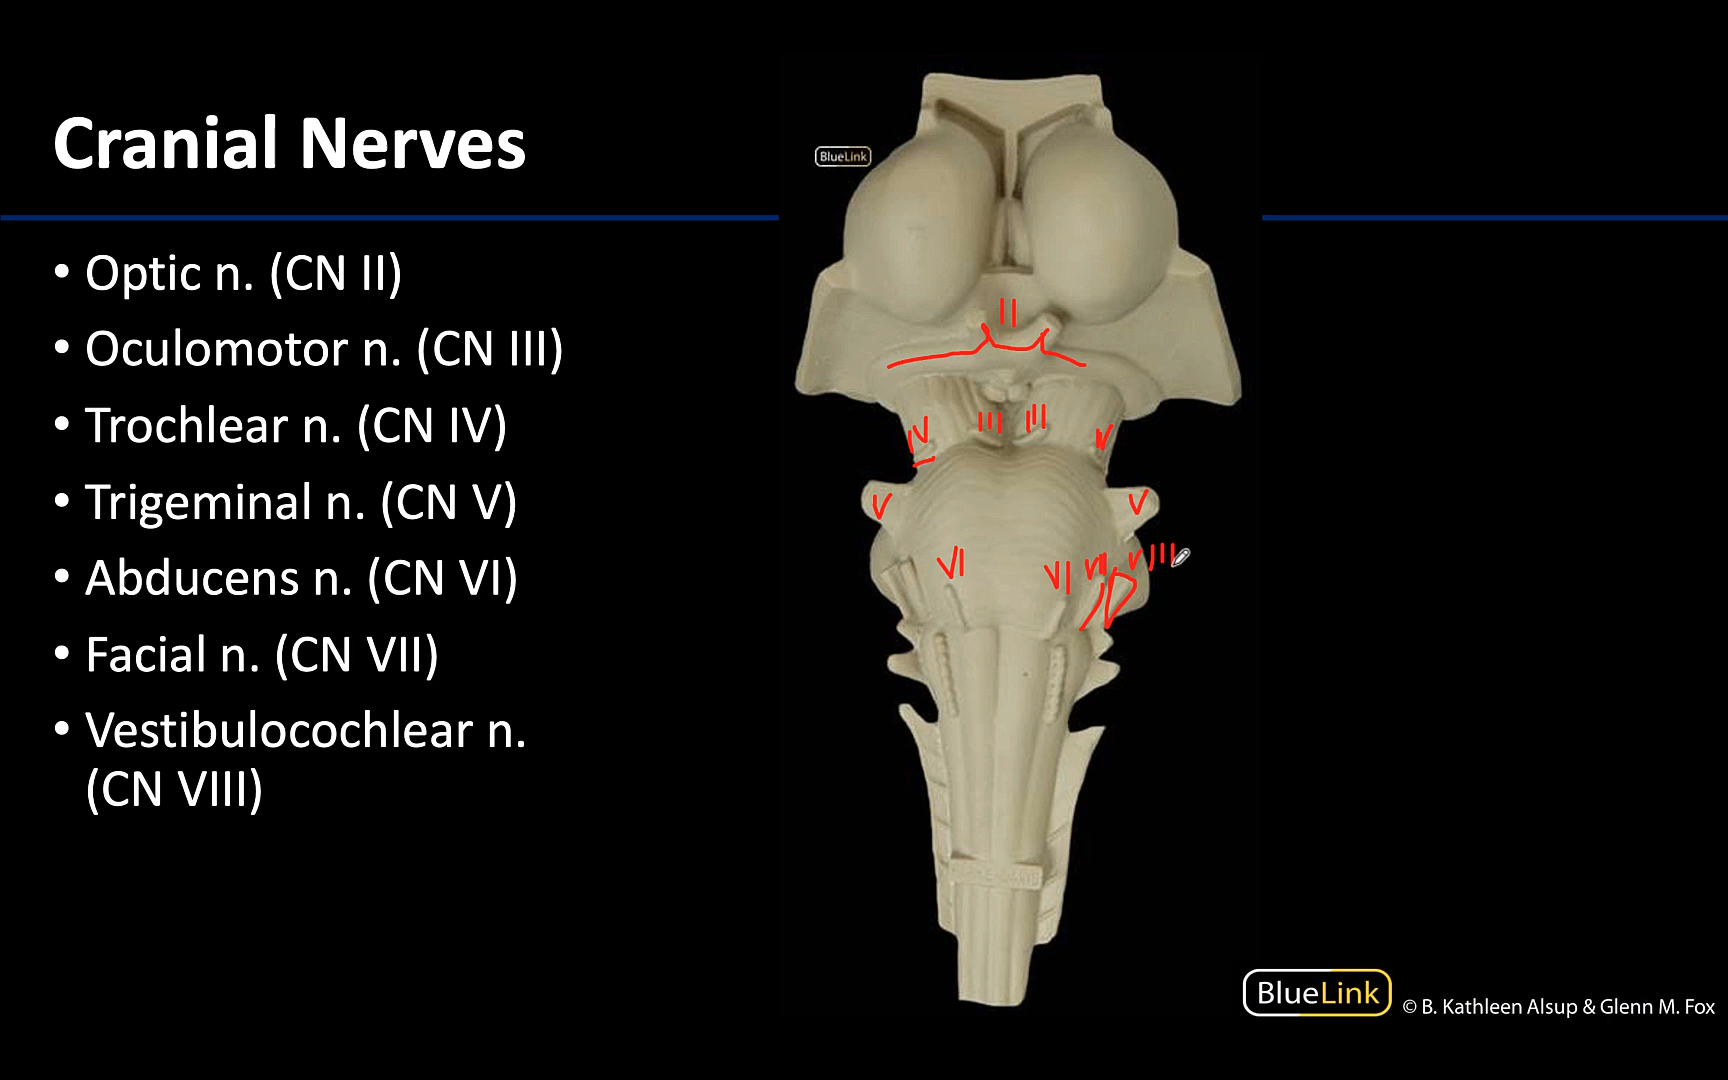 Cranial Nerves
BlueLink
• Optic n. (CN II)
• Oculomotor n. (CN III)
• Trochlear n. (CN IV)
• Trigeminal n. (CN V)
• Abducens n. (CN VI)
• Facial n. (CN VII)
• Vestibulocochlear n.
(CN VIII)
II
III III
IV IV
V V
VI VI VII VIII
BlueLink
© B. Kathleen Alsup & Glenn M. Fox